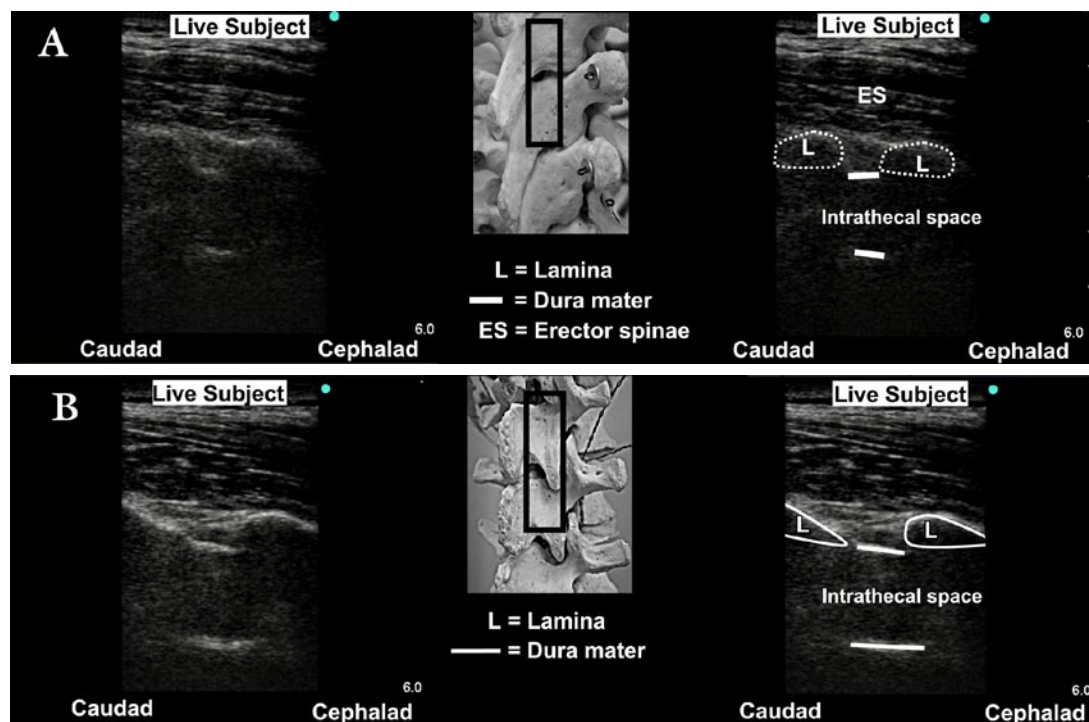 A
Live Subject
Live Subject
ES
L
L
Intrathecal space
L = Lamina
= Dura mater
ES = Erector spinae
6.0
6.0
Caudad
Cephalad
Caudad
Cephalad
B
Live Subject
Live Subject
L
L
Intrathecal space
L = Lamina
= Dura mater
6.0
6.0
Caudad
Cephalad
Caudad
Cephalad